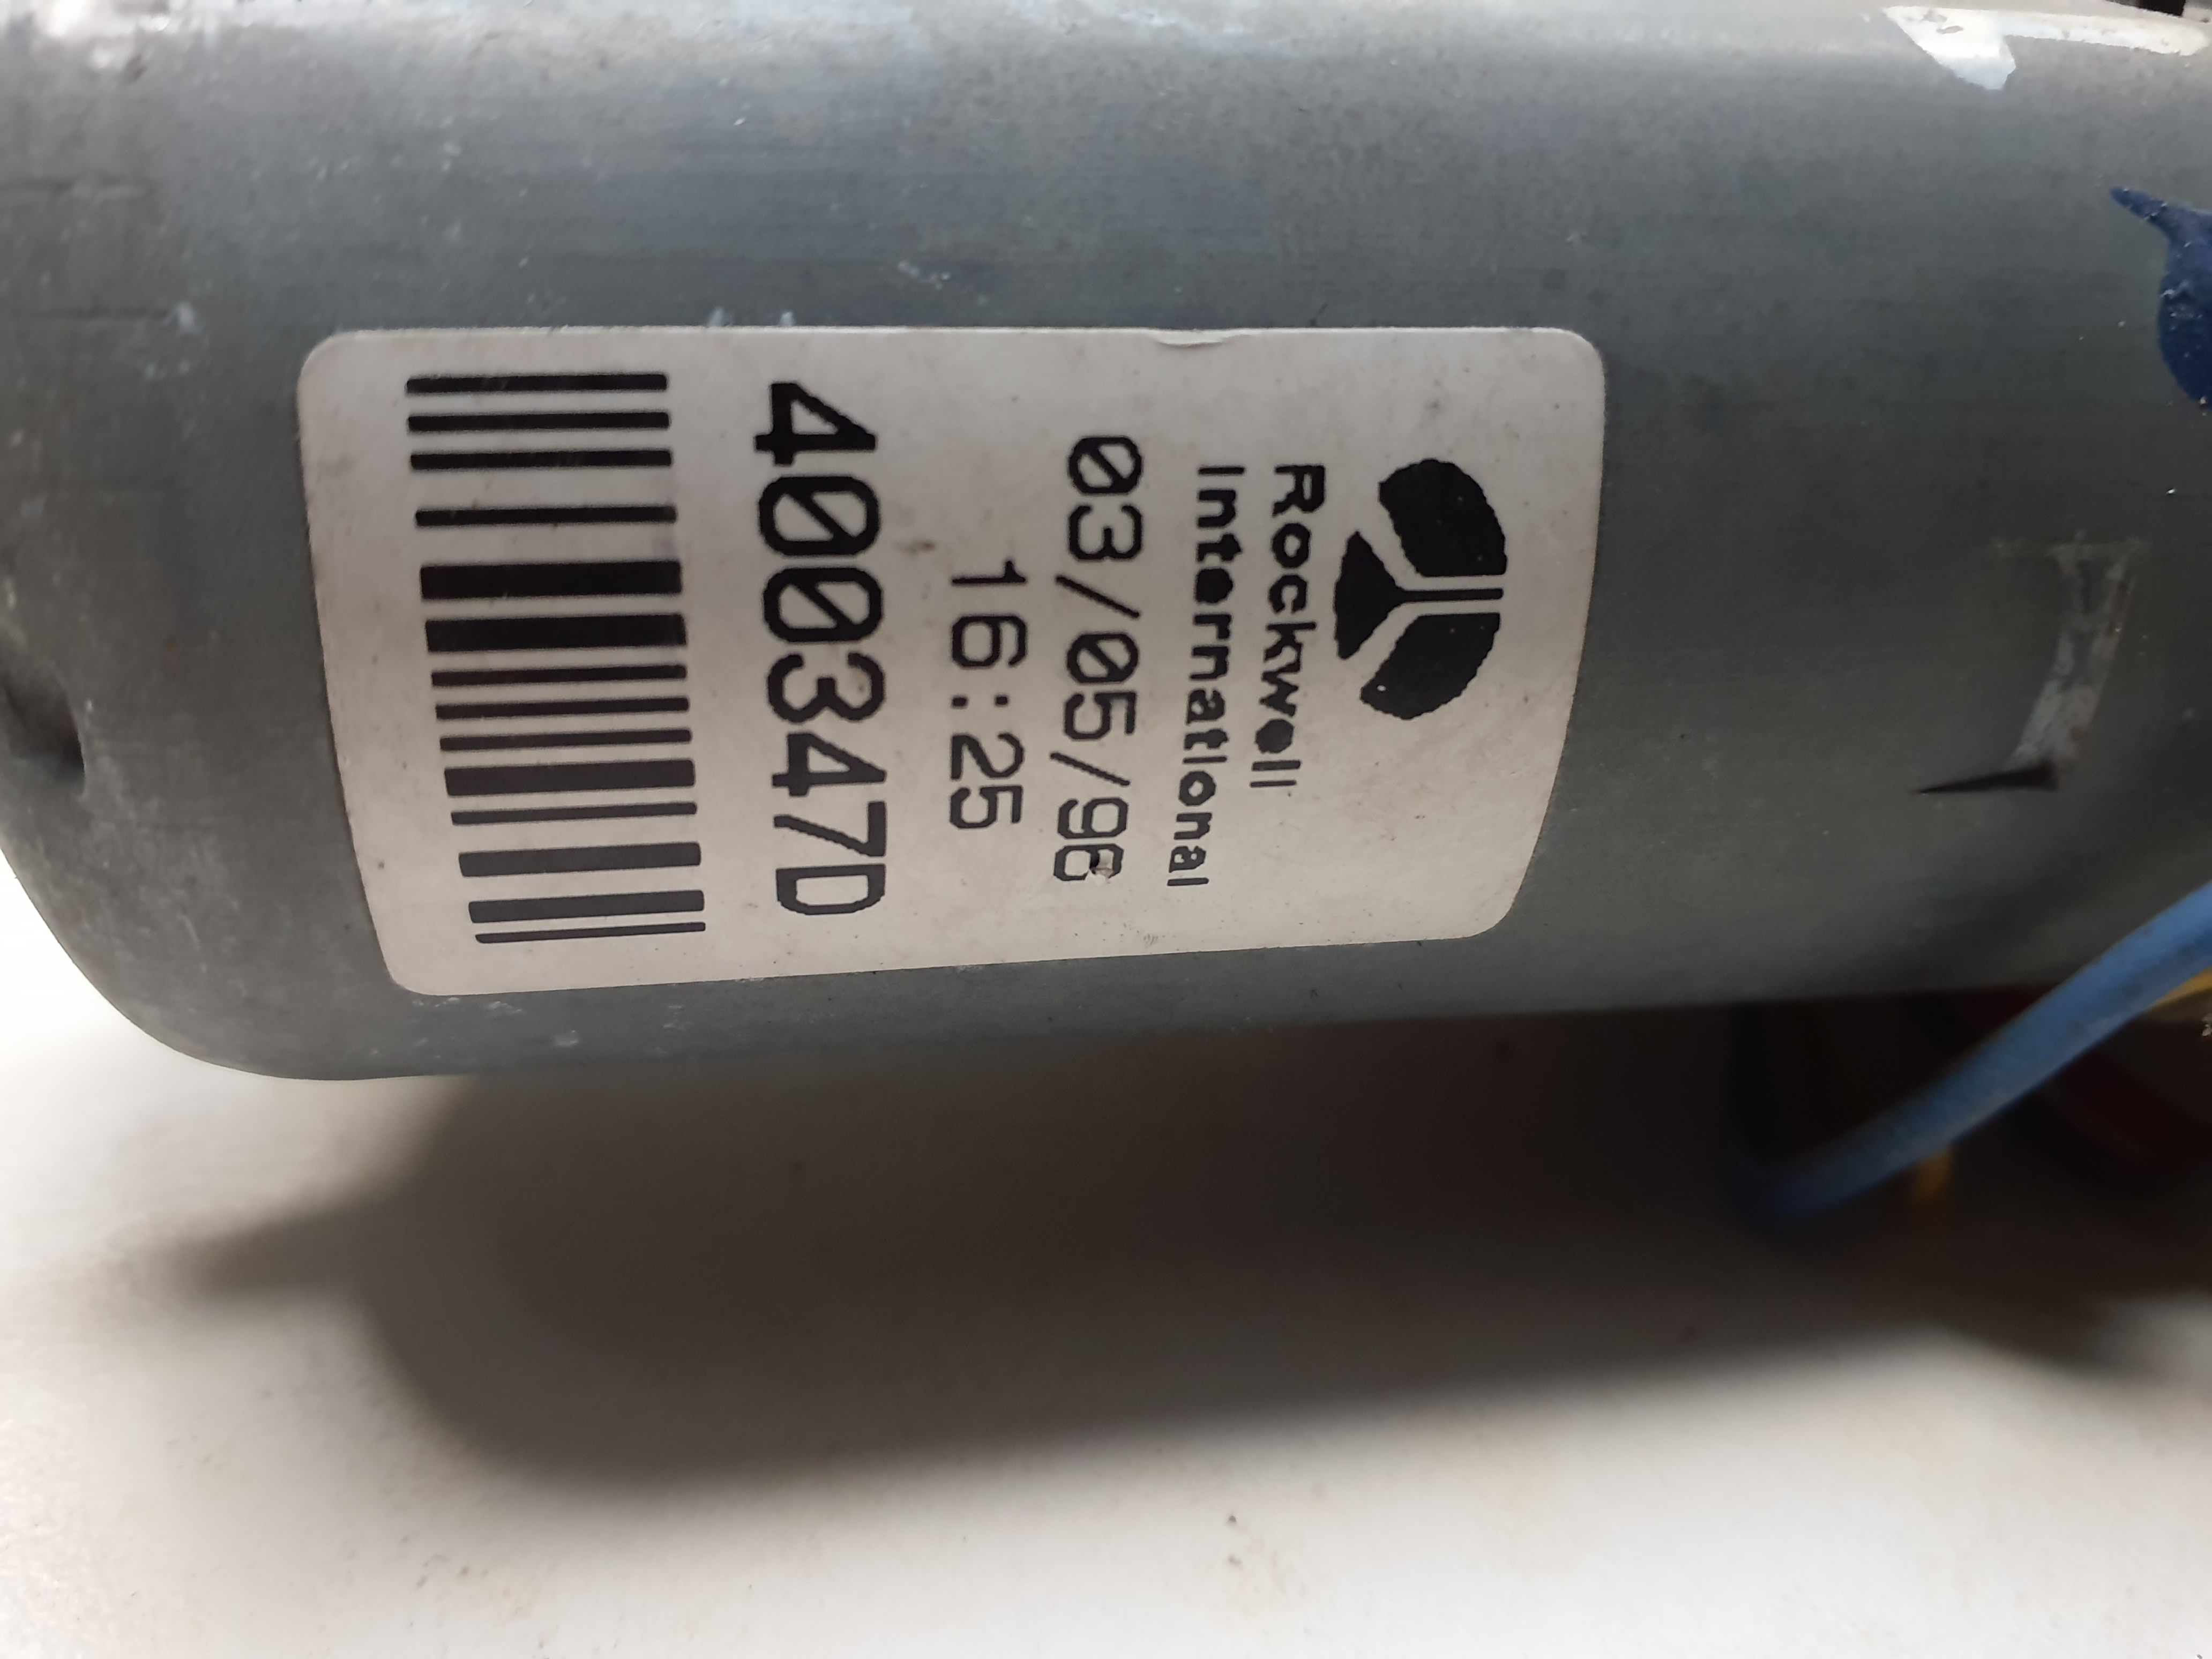 Rockwell
International
03/05/96
16:25
400347D